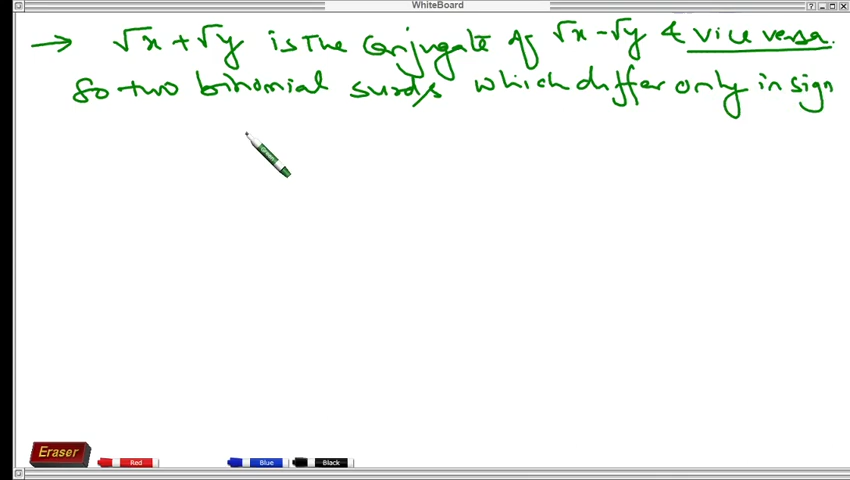 WhiteBoard
→ √x + √y is the conjugate of √x - √y & vice versa.
So two binomial surds which differ only in sign
Eraser
Red
Blue
Black